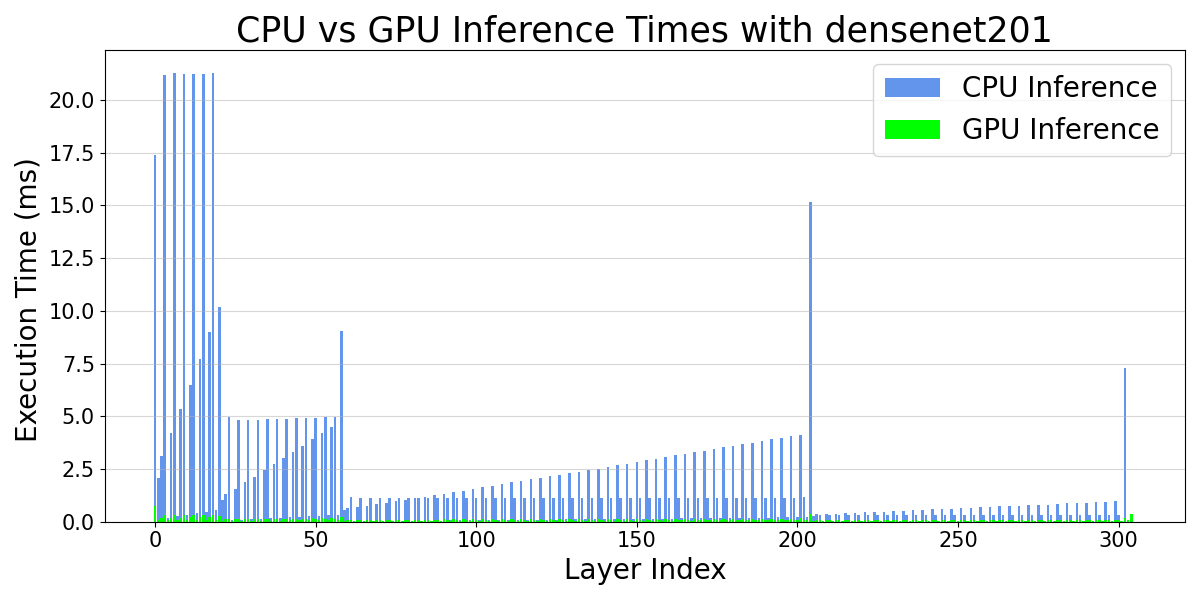 CPU vs GPU Inference Times with densenet201
CPU Inference
GPU Inference
Execution Time (ms)
20.0
17.5
15.0
12.5
10.0
7.5
5.0
2.5
0.0
0 50 100 150 200 250 300
Layer Index